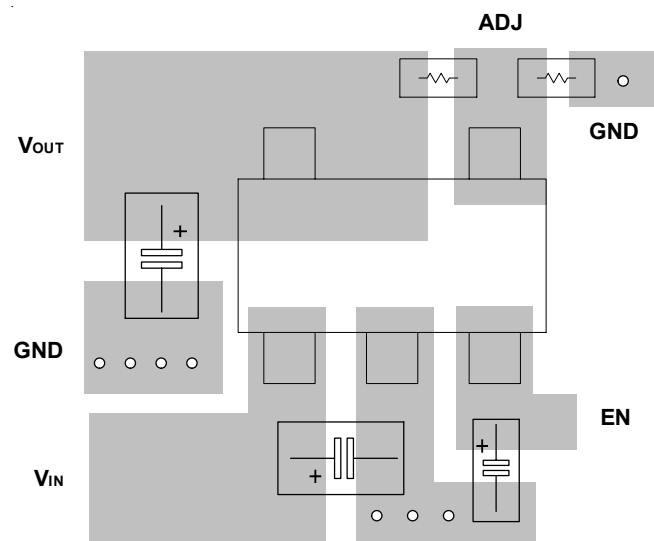 ADJ
GND
VOUT
+
GND
EN
+
VIN
+